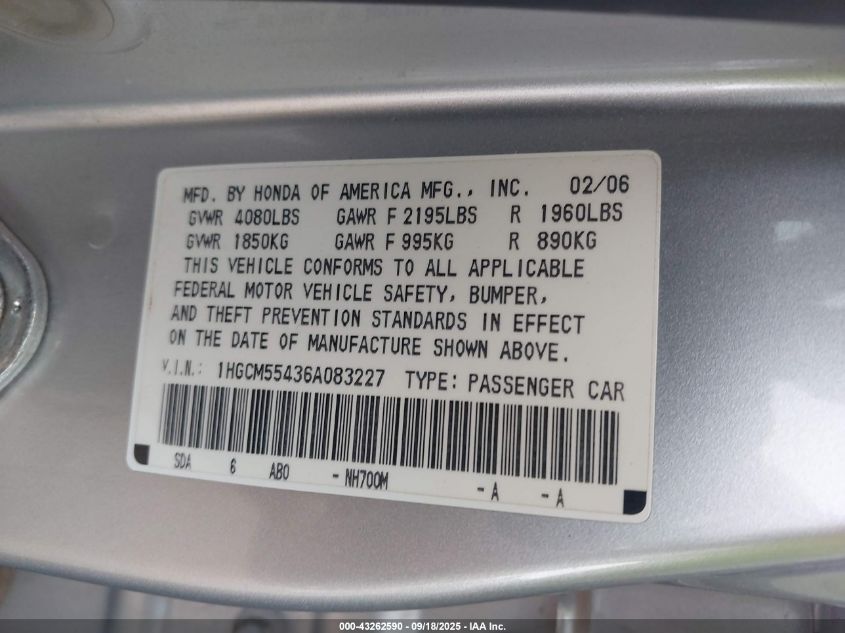 MFD. BY HONDA OF AMERICA MFG., INC. 02/06
GVWR 4080LBS GAWR F 2195LBS R 1960LBS
GVWR 1850KG GAWR F 995KG R 890KG
THIS VEHICLE CONFORMS TO ALL APPLICABLE
FEDERAL MOTOR VEHICLE SAFETY, BUMPER,
AND THEFT PREVENTION STANDARDS IN EFFECT
ON THE DATE OF MANUFACTURE SHOWN ABOVE.
V.I.N.: 1HGCM55436A083227 TYPE: PASSENGER CAR
SDA 6 AB0 - NH700M - A - A
000-43262590 - 09/18/2025 - IAA Inc.